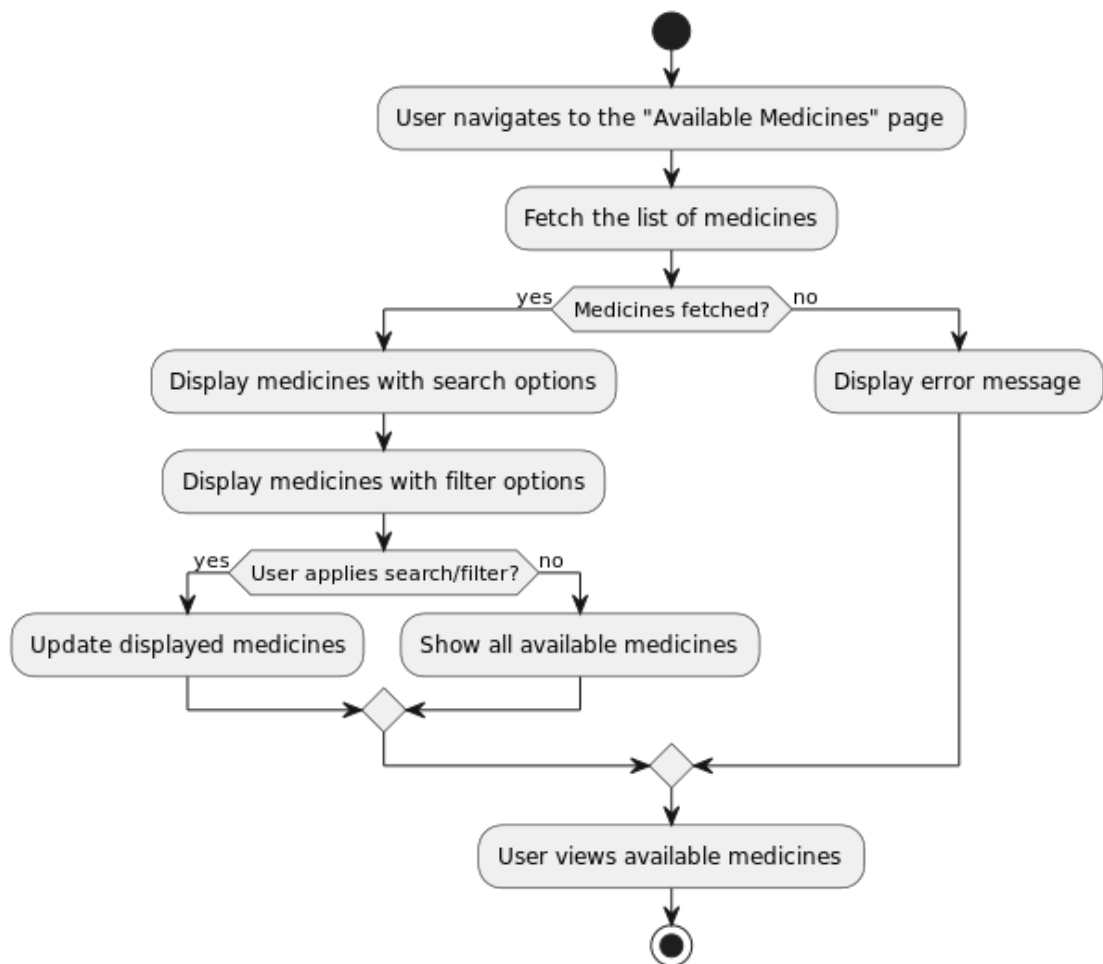 User navigates to the "Available Medicines" page
Fetch the list of medicines
yes
Medicines fetched?
no
Display medicines with search options
Display error message
Display medicines with filter options
yes
User applies search/filter?
no
Update displayed medicines
Show all available medicines
User views available medicines